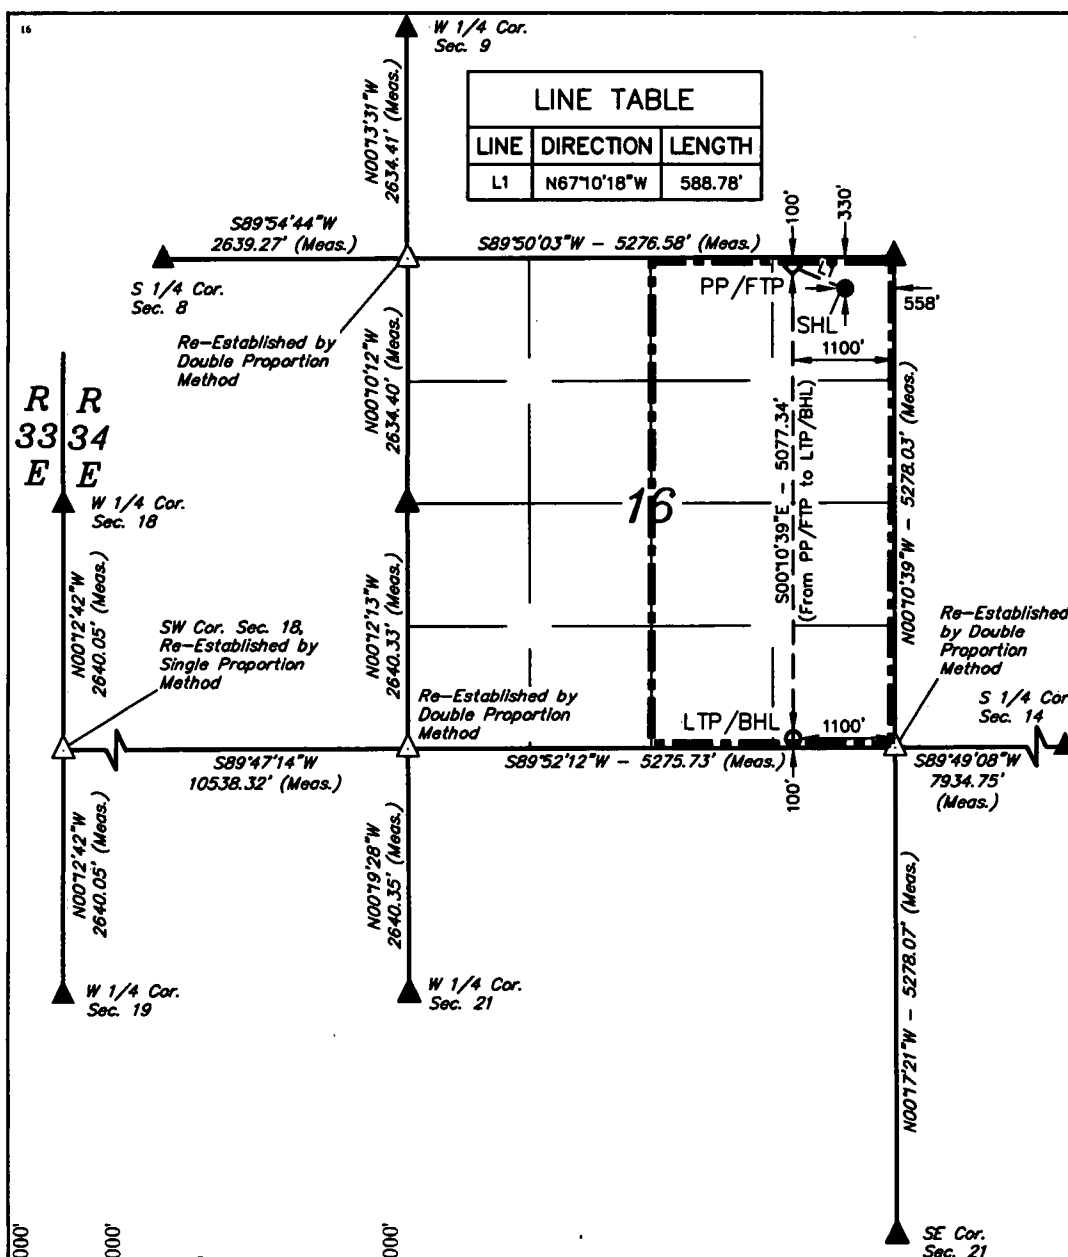 16
W 1/4 Cor.
Sec. 9
N00°13'31"W
2634.41' (Meas.)
LINE TABLE
LINE DIRECTION LENGTH
L1 N67°10'18"W 588.78'
100'
330'
S89°54'44"W
2639.27' (Meas.)
S89°50'03"W - 5276.58' (Meas.)
S 1/4 Cor.
Sec. 8
PP/FTP
L1
SHL
558'
1100'
Re-Established by
Double Proportion
Method
N00°10'12"W
2634.40' (Meas.)
R R
33 34
E E
W 1/4 Cor.
Sec. 18
16
S00°10'39"E - 5077.34'
(From PP/FTP to LTP/BHL)
N00°10'39"W - 5278.03' (Meas.)
N00°12'42"W
2640.05' (Meas.)
SW Cor. Sec. 18,
Re-Established by
Single Proportion
Method
N00°12'13"W
2640.33' (Meas.)
Re-Established by
Double Proportion
Method
LTP/BHL
1100'
Re-Established
by Double
Proportion
Method
S 1/4 Cor
Sec. 14
S89°47'14"W
10538.32' (Meas.)
S89°52'12"W - 5275.73' (Meas.)
100'
S89°49'08"W
7934.75'
(Meas.)
N00°12'42"W
2640.05' (Meas.)
N00°19'28"W
2640.35' (Meas.)
W 1/4 Cor.
Sec. 19
W 1/4 Cor.
Sec. 21
N00°17'21"W - 5278.07' (Meas.)
SE Cor.
Sec. 21
000'
000'
000'